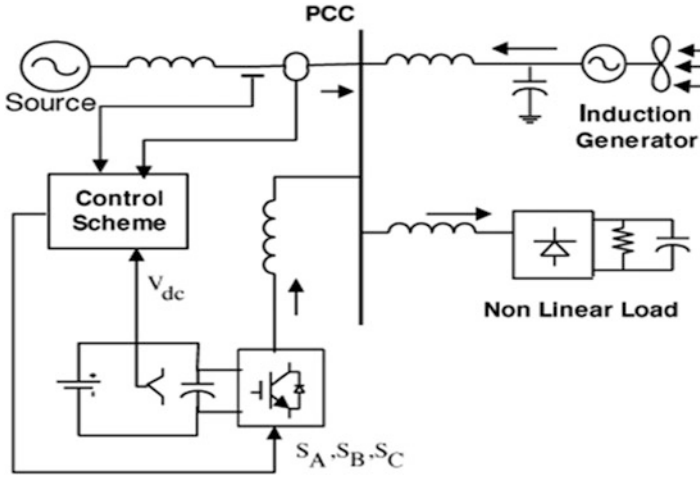 PCC
Source
Induction
Generator
Control
Scheme
Vdc
Non Linear Load
SA,SB,SC